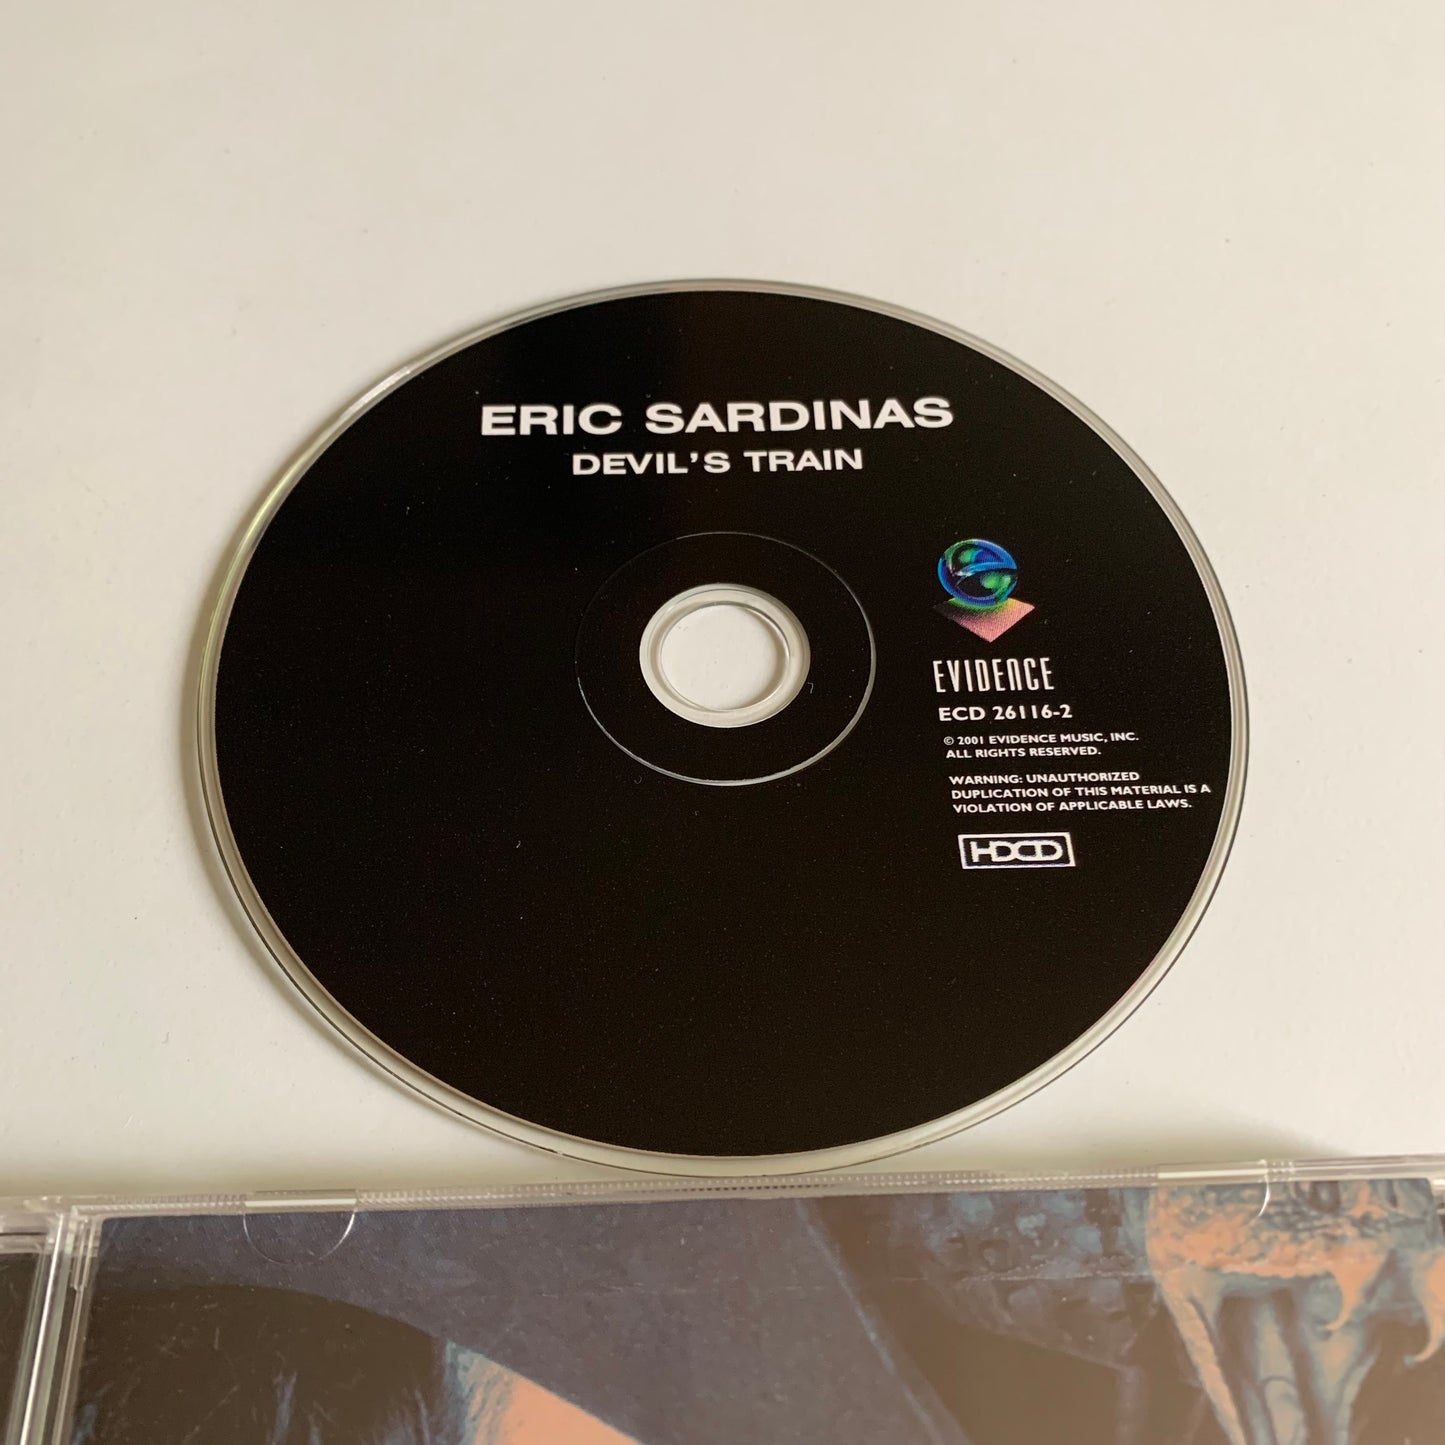 ERIC SARDINAS
DEVIL'S TRAIN
EVIDENCE
ECD 26116-2
© 2001 EVIDENCE MUSIC, INC.
ALL RIGHTS RESERVED.
WARNING: UNAUTHORIZED
DUPLICATION OF THIS MATERIAL IS A
VIOLATION OF APPLICABLE LAWS.
HDCD